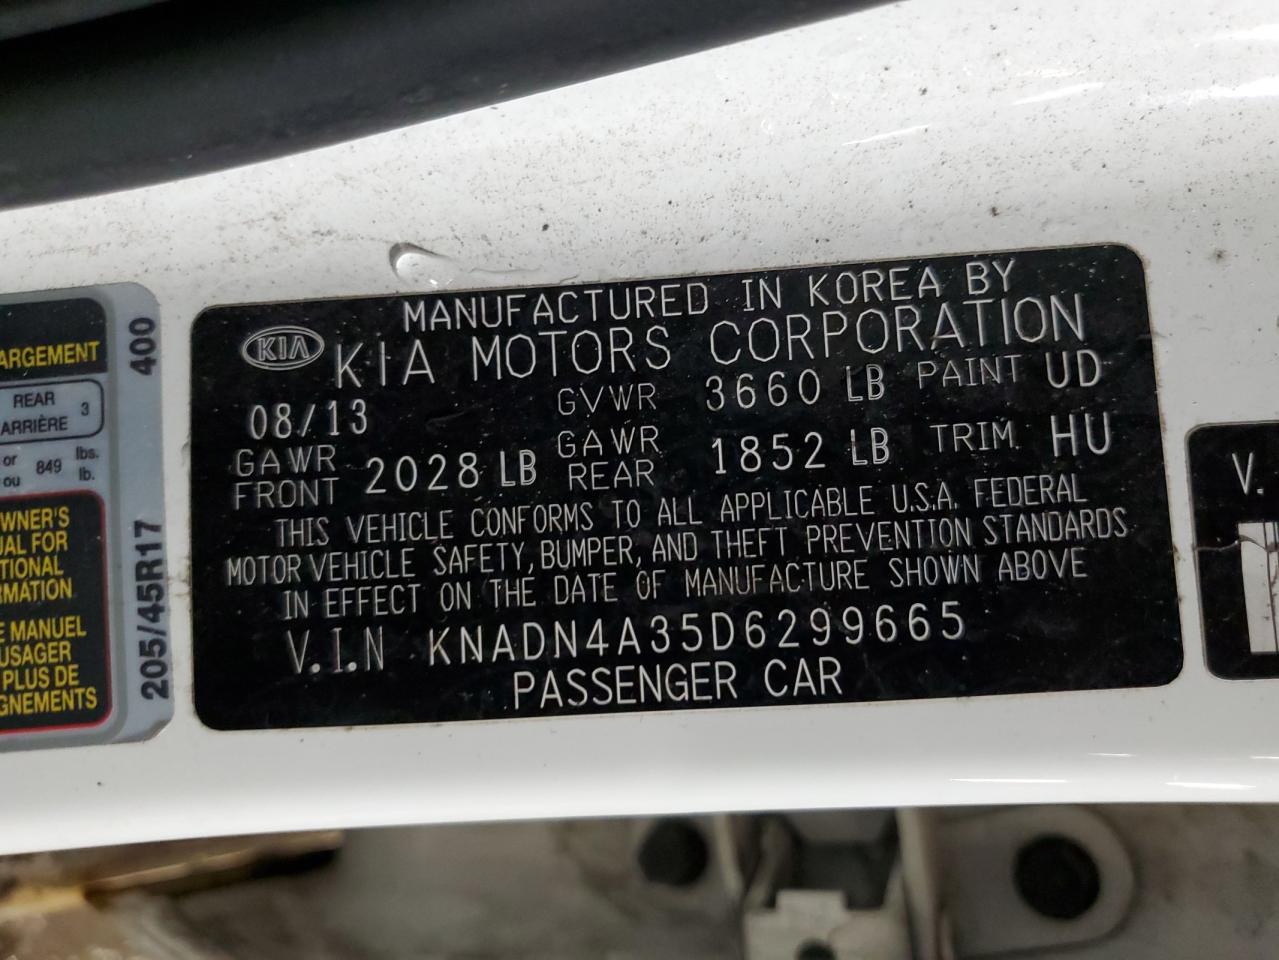 MANUFACTURED IN KOREA BY
KIA KIA MOTORS CORPORATION
08/13 GVWR 3660 LB PAINT UD
GAWR FRONT 2028 LB GAWR REAR 1852 LB TRIM HU
THIS VEHICLE CONFORMS TO ALL APPLICABLE U.S.A. FEDERAL
MOTOR VEHICLE SAFETY, BUMPER, AND THEFT PREVENTION STANDARDS
IN EFFECT ON THE DATE OF MANUFACTURE SHOWN ABOVE
V.I.N KNADN4A35D6299665
PASSENGER CAR
ARGEMENT
REAR
ARRIÈRE 3
or 849 lbs.
ou lb.
WNER'S
UAL FOR
TIONAL
RMATION
E MANUEL
USAGER
PLUS DE
GNEMENTS
400
205/45R17
V.